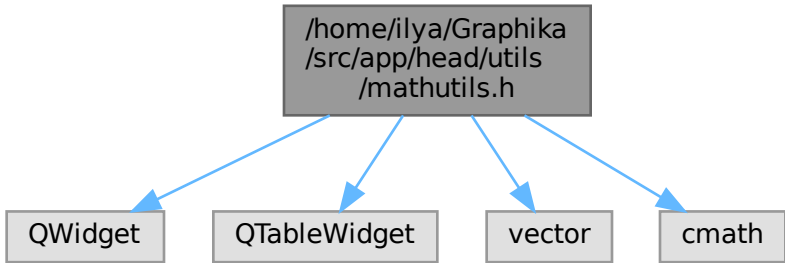 /home/ilya/Graphika
/src/app/head/utils
/mathutils.h
QWidget
QTableWidget
vector
cmath